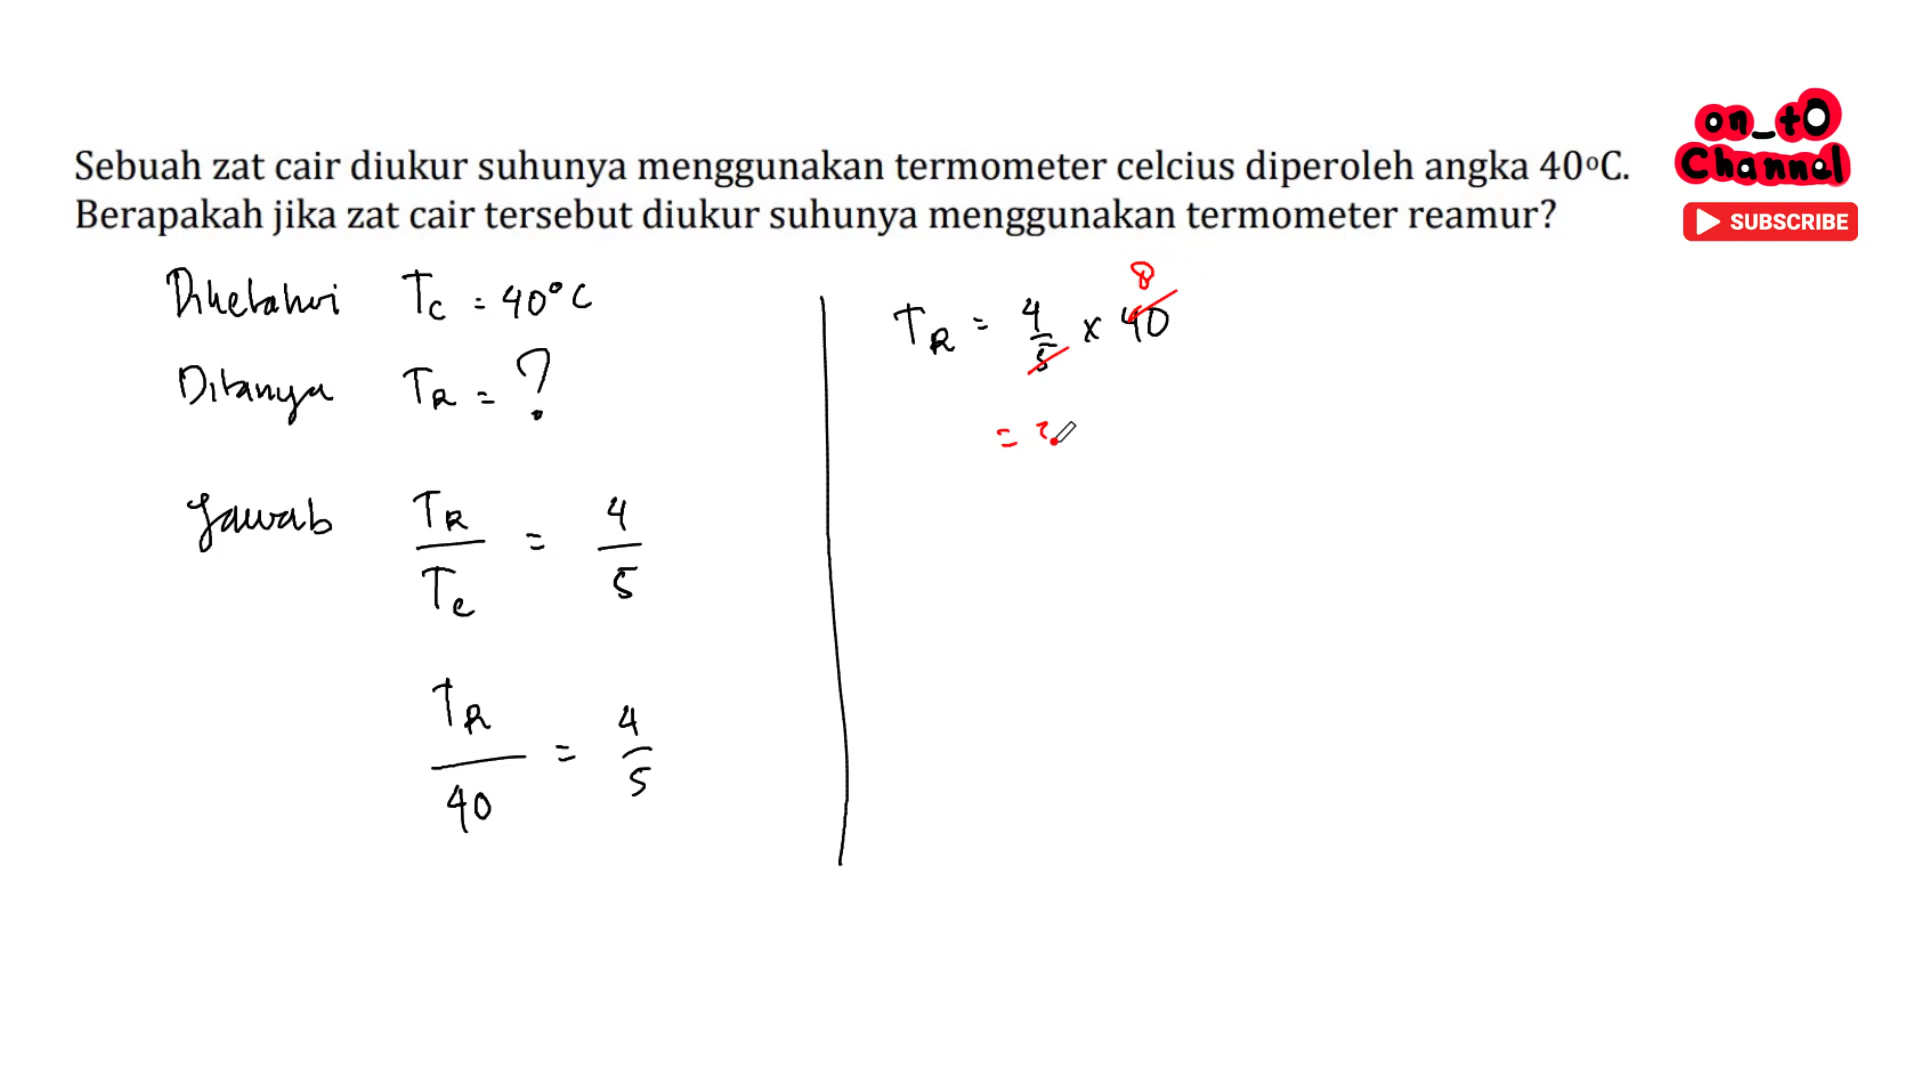 on_tO
Channel
SUBSCRIBE
Sebuah zat cair diukur suhunya menggunakan termometer celcius diperoleh angka 40°C.
Berapakah jika zat cair tersebut diukur suhunya menggunakan termometer reamur?
Diketahui Tc = 40°C
Ditanya TR = ?
Jawab TR/Tc = 4/5
TR/40 = 4/5
TR = 4/5 x 40
8
=